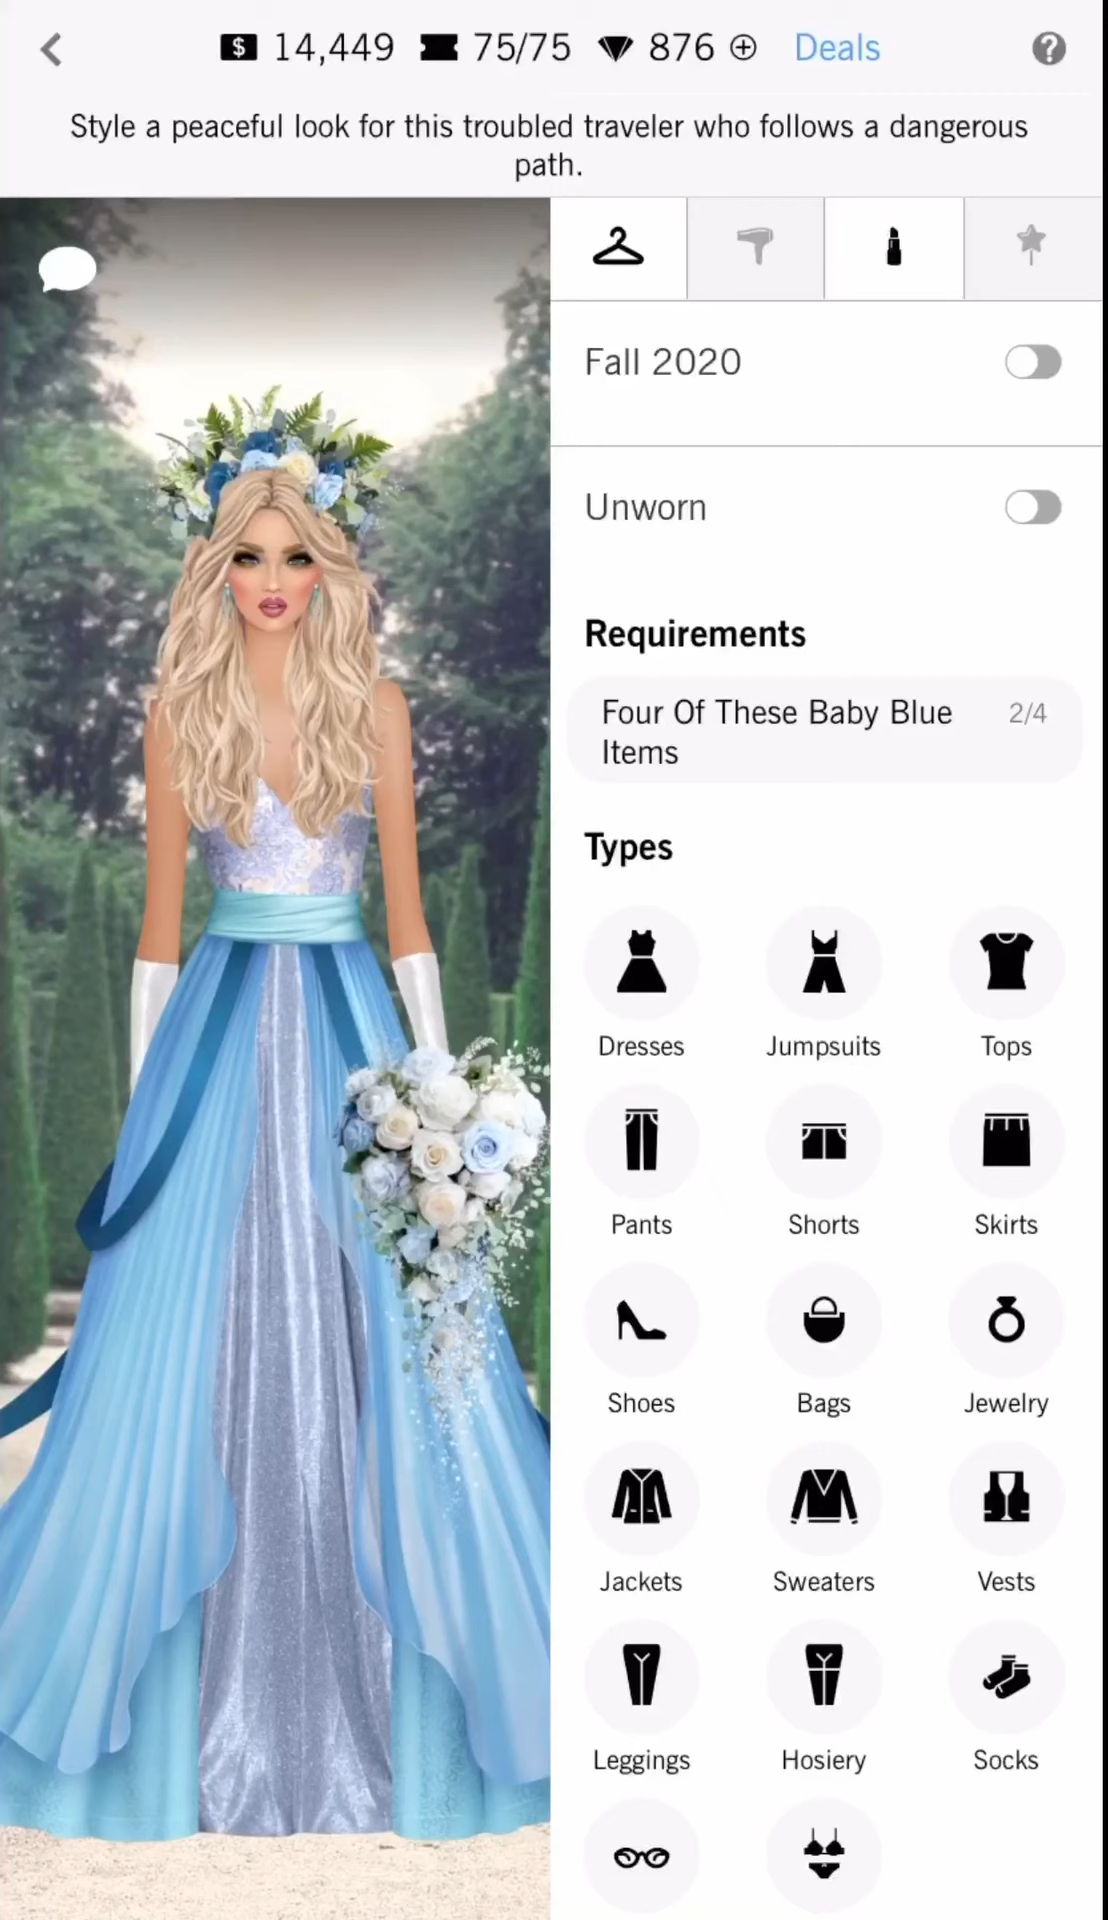 $ 14,449 75/75 876 + Deals ?
Style a peaceful look for this troubled traveler who follows a dangerous
path.
Fall 2020
Unworn
Requirements
Four Of These Baby Blue 2/4
Items
Types
Dresses Jumpsuits Tops
Pants Shorts Skirts
Shoes Bags Jewelry
Jackets Sweaters Vests
Leggings Hosiery Socks